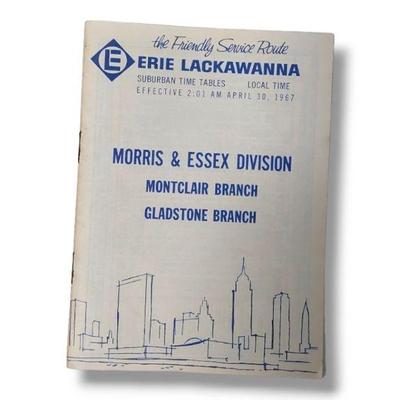 the Friendly Service Route
E ERIE LACKAWANNA
SUBURBAN TIME TABLES LOCAL TIME
EFFECTIVE 2:01 AM APRIL 30, 1967
MORRIS & ESSEX DIVISION
MONTCLAIR BRANCH
GLADSTONE BRANCH